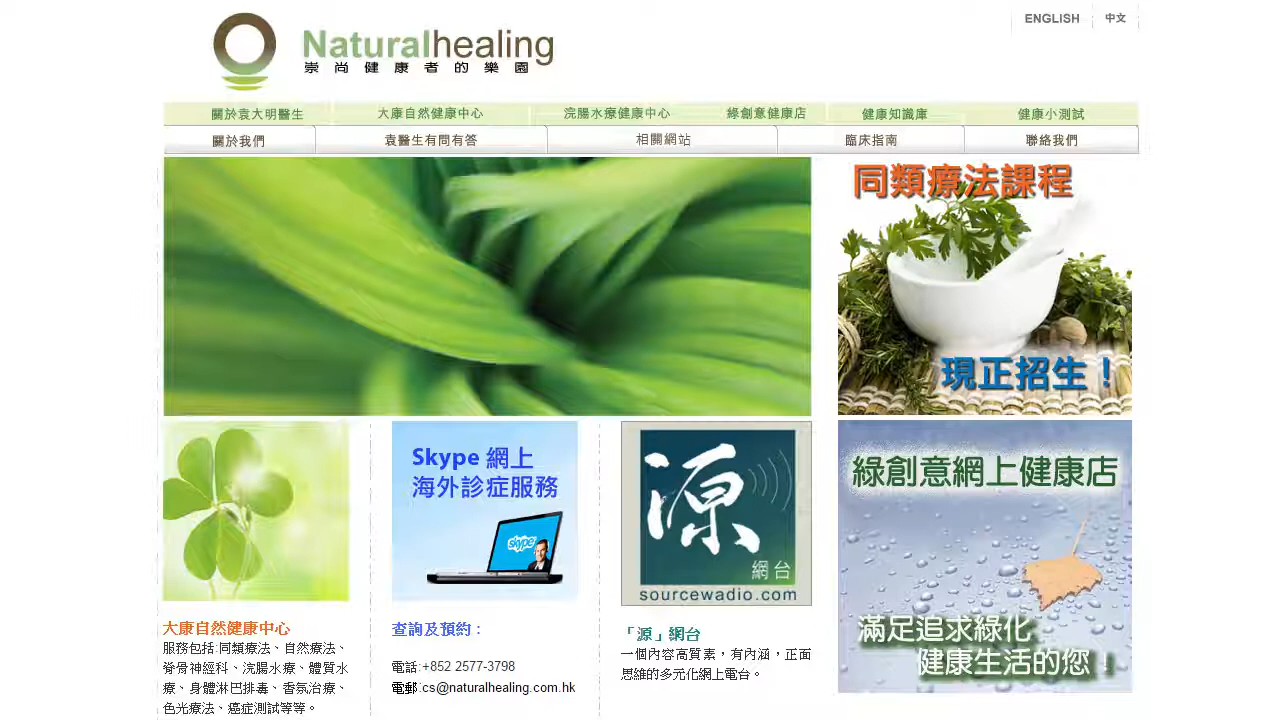 ENGLISH 中文
Naturalhealing
崇尚健康者的樂園
關於袁大明醫生 大康自然健康中心 浣腸水療健康中心 綠創意健康店 健康知識庫 健康小測試
關於我們 袁醫生有問有答 相關網站 臨床指南 聯絡我們
同類療法課程
現正招生！
Skype 網上
海外診症服務
skype
源
網台
sourcewadio.com
綠創意網上健康店
滿足追求綠化
健康生活的您！
大康自然健康中心
服務包括:同類療法、自然療法、
脊骨神經科、浣腸水療、體質水
療、身體淋巴排毒、香氛治療、
色光療法、癌症測試等等。
查詢及預約：
電話:+852 2577-3798
電郵:cs@naturalhealing.com.hk
「源」網台
一個內容高質素，有內涵，正面
思維的多元化網上電台。